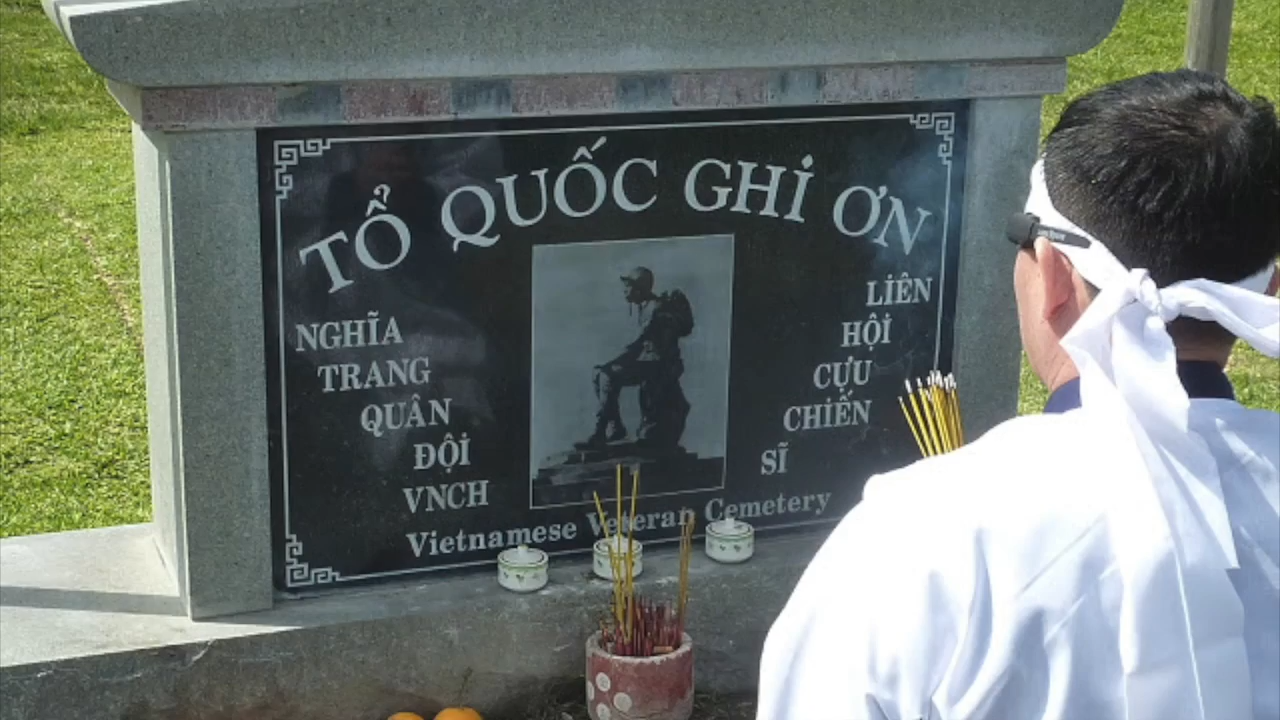 TỔ QUỐC GHI ƠN
NGHĨA
TRANG
QUÂN
ĐỘI
VNCH
LIÊN
HỘI
CỰU
CHIẾN
SĨ
Vietnamese Veteran Cemetery